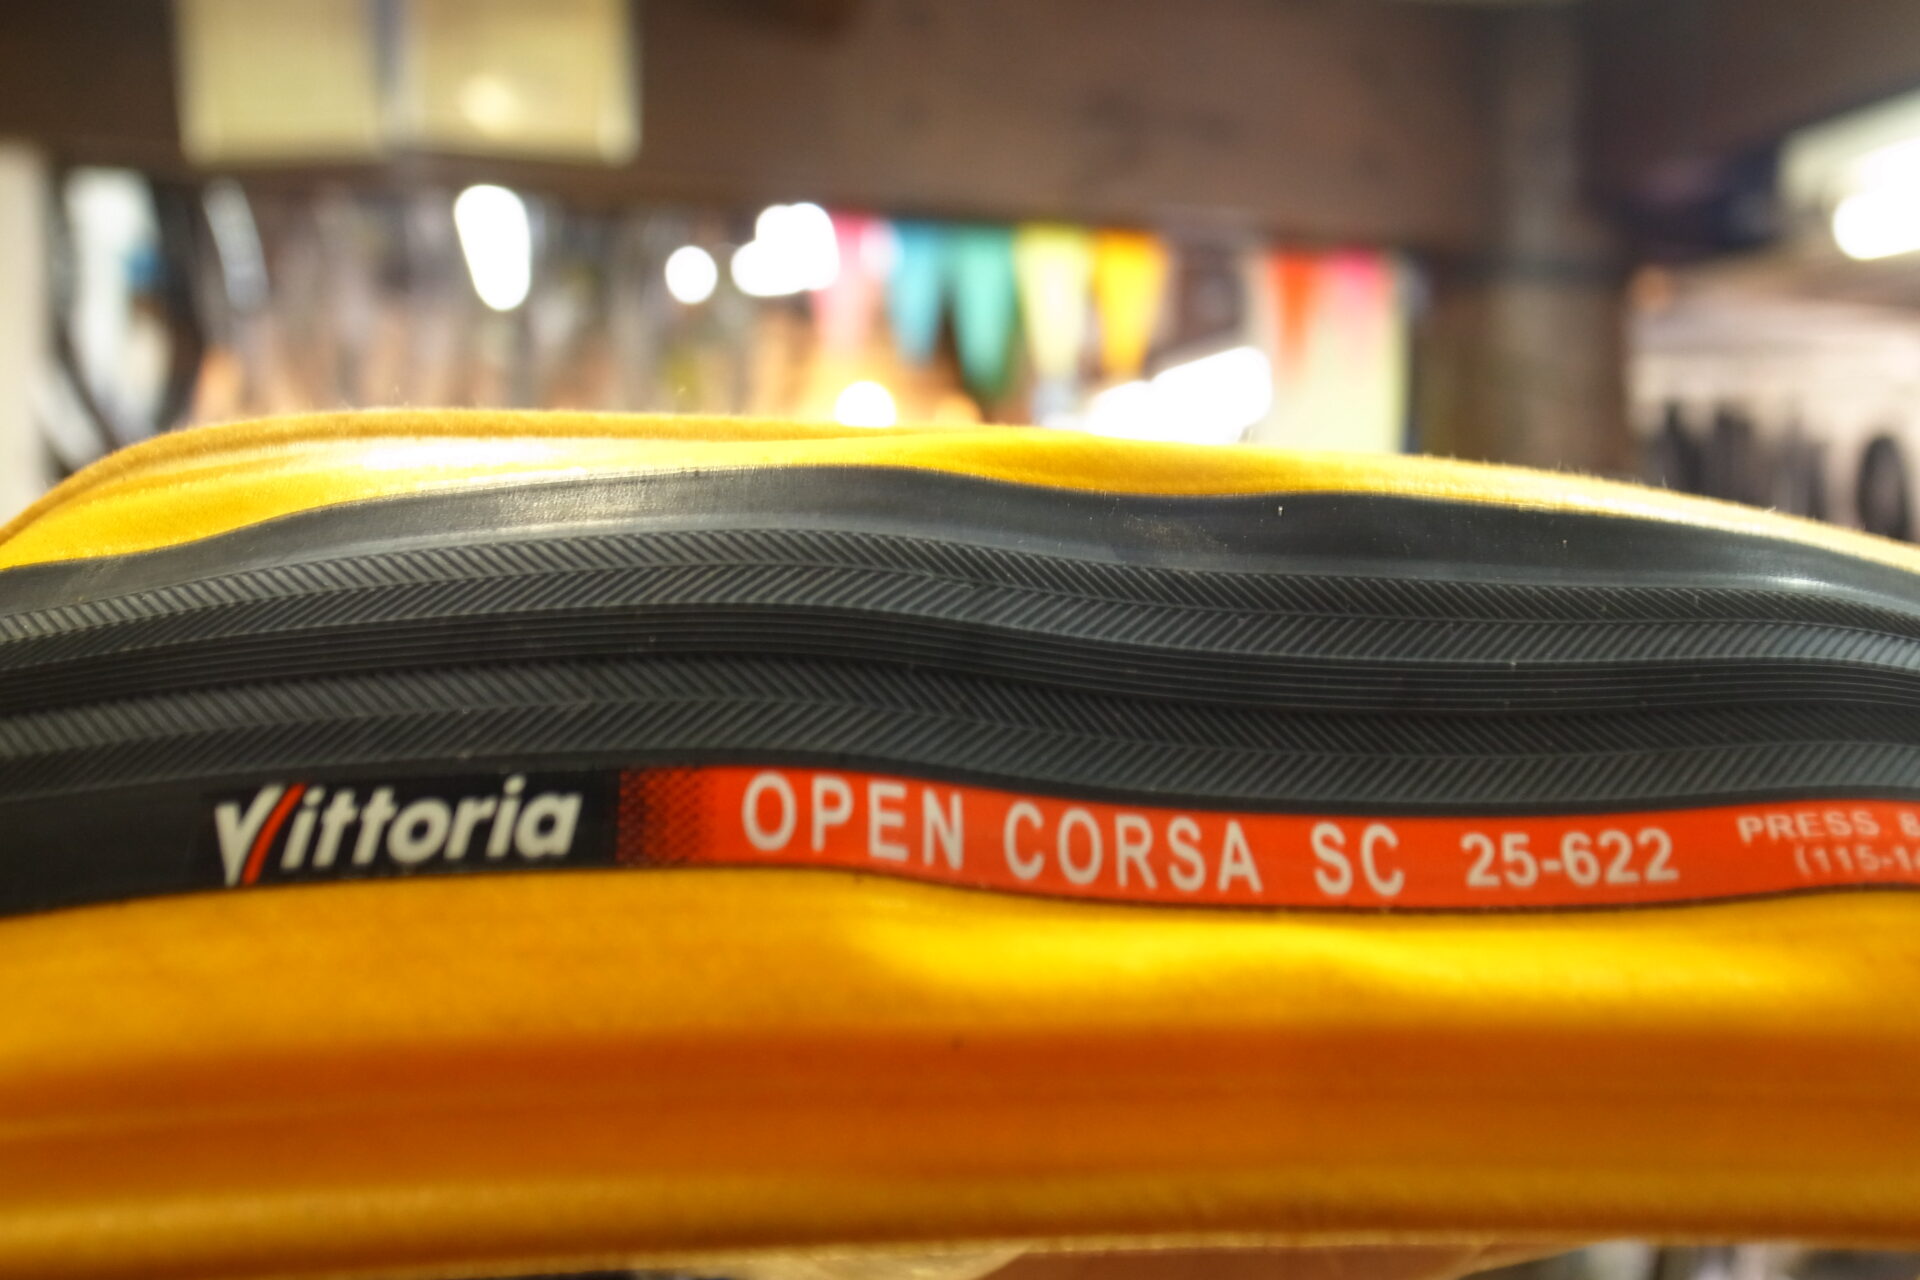 Vittoria OPEN CORSA SC 25-622 PRESS